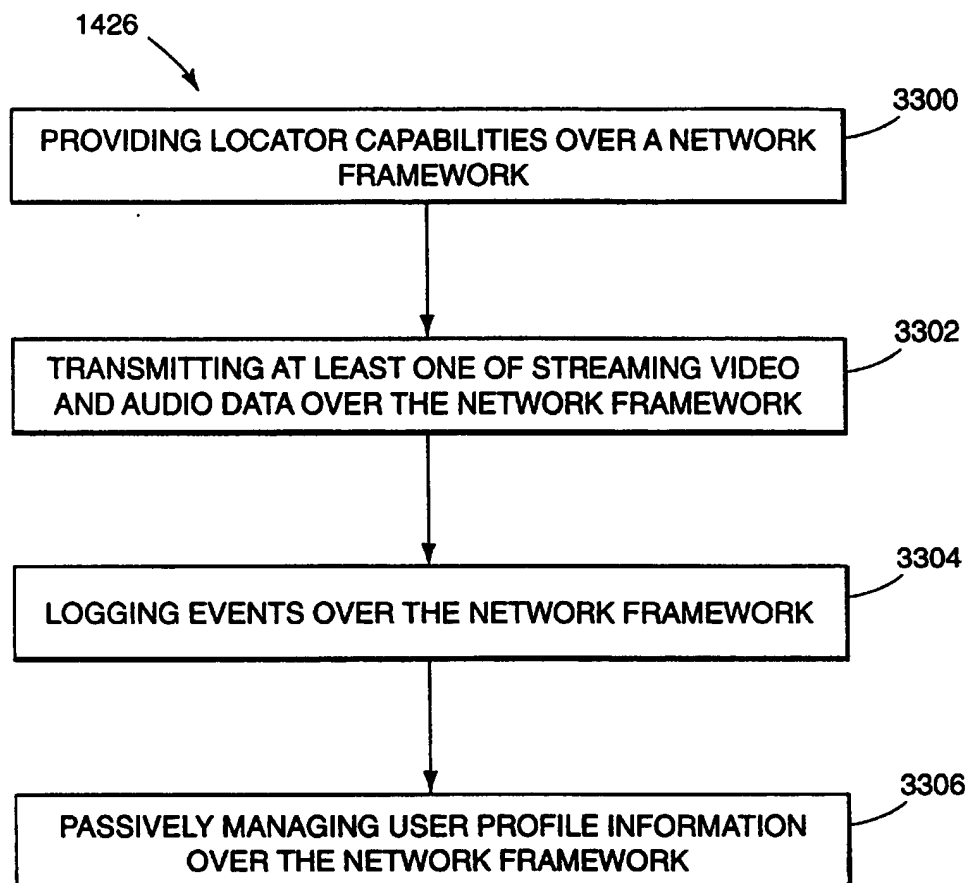 1426
3300
PROVIDING LOCATOR CAPABILITIES OVER A NETWORK
FRAMEWORK
3302
TRANSMITTING AT LEAST ONE OF STREAMING VIDEO
AND AUDIO DATA OVER THE NETWORK FRAMEWORK
3304
LOGGING EVENTS OVER THE NETWORK FRAMEWORK
3306
PASSIVELY MANAGING USER PROFILE INFORMATION
OVER THE NETWORK FRAMEWORK